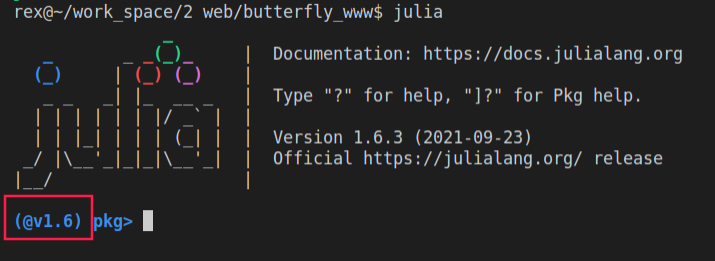 rex@~/work_space/2 web/butterfly_www$ julia
Documentation: https://docs.julialang.org
Type "?" for help, "]?" for Pkg help.
Version 1.6.3 (2021-09-23)
Official https://julialang.org/ release
julia
(@v1.6) pkg>